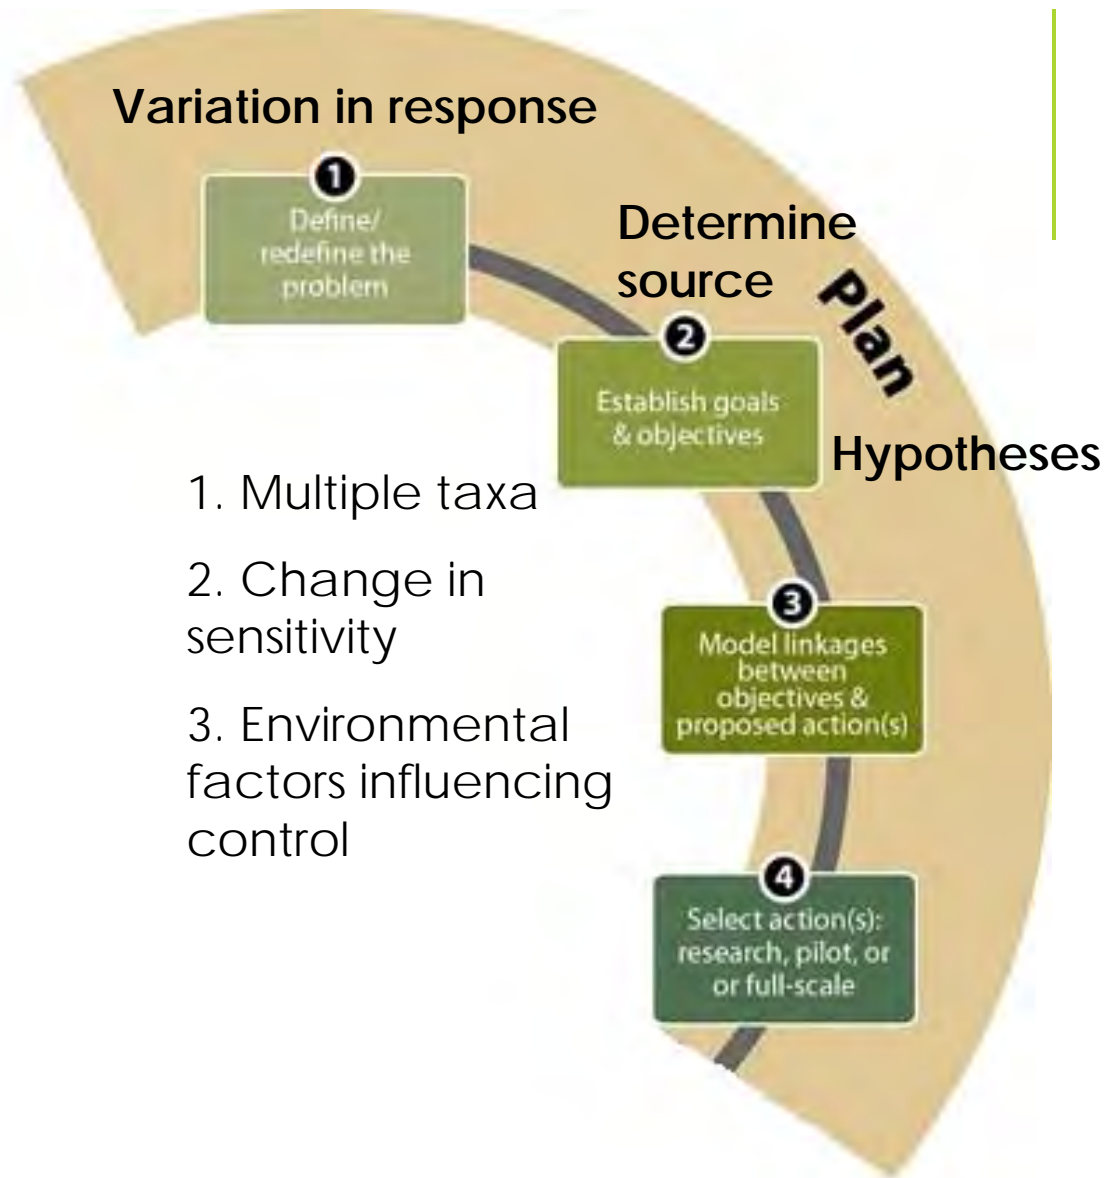 Variation in response
1
Define/
redefine the
problem
Determine
source
Plan
2
Establish goals
& objectives
Hypotheses
1. Multiple taxa
2. Change in
sensitivity
3. Environmental
factors influencing
control
3
Model linkages
between
objectives &
proposed action(s)
4
Select action(s):
research, pilot, or
or full-scale